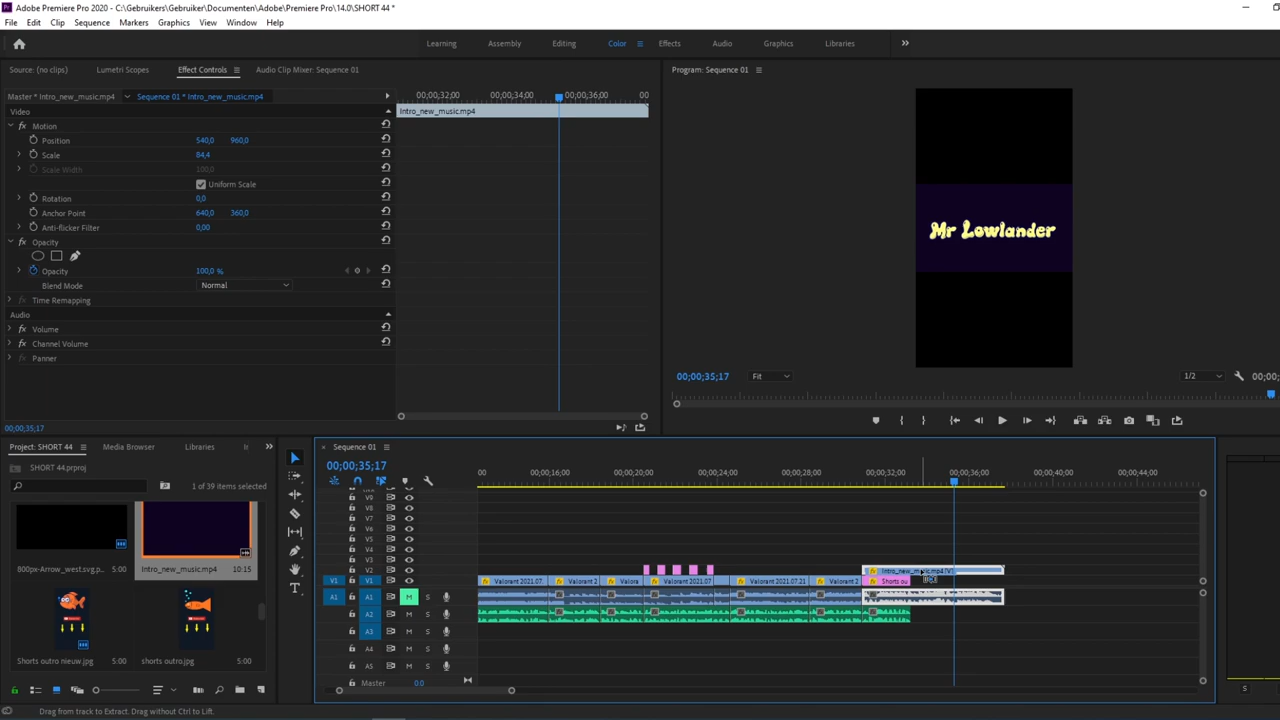 Adobe Premiere Pro 2020 - C:\Gebruikers\Gebruiker\Documenten\Adobe\Premiere Pro\14.0\SHORT 44 *
File Edit Clip Sequence Markers Graphics View Window Help
Learning Assembly Editing Color Effects Audio Graphics Libraries
Source: (no clips) Lumetri Scopes Effect Controls Audio Clip Mixer: Sequence 01
Master * Intro_new_music.mp4 Sequence 01 * Intro_new_music.mp4
00;00;32;00 00;00;34;00 00;00;36;00 00
Video
Intro_new_music.mp4
Motion
Position 540,0 960,0
Scale 84,4
Scale Width 100,0
Uniform Scale
Rotation 0,0
Anchor Point 640,0 360,0
Anti-flicker Filter 0,00
Opacity
Opacity 100,0 %
Blend Mode Normal
Time Remapping
Audio
Volume
Channel Volume
Panner
00;00;35;17
Program: Sequence 01
Mr Lowlander
00;00;35;17 Fit 1/2 00;00;
Project: SHORT 44 Media Browser Libraries
SHORT 44.prproj
1 of 39 items selected
800px-Arrow_west.svg.p...
Intro_new_music.mp4 10:15
Shorts outro nieuw.jpg 5:00
shorts outro.jpg 5:00
Sequence 01
00;00;35;17
00 00;00;16;00 00;00;20;00 00;00;24;00 00;00;28;00 00;00;32;00 00;00;36;00 00;00;40;00 00;00;44;00
V9
V8
V7
V6
V5
V4
V3
V2 Intro_new_music.mp4 [V]
V1 V1 Valorant 2021.07. Valorant 2 Valora Valorant 2021.07 Valorant 2021.07.21 Valorant 2 Shorts ou
A1 A1 M S
A2 M S
A3 M S
A4 M S
A5 M S
Master 0.0
S
Drag from track to Extract. Drag without Ctrl to Lift.